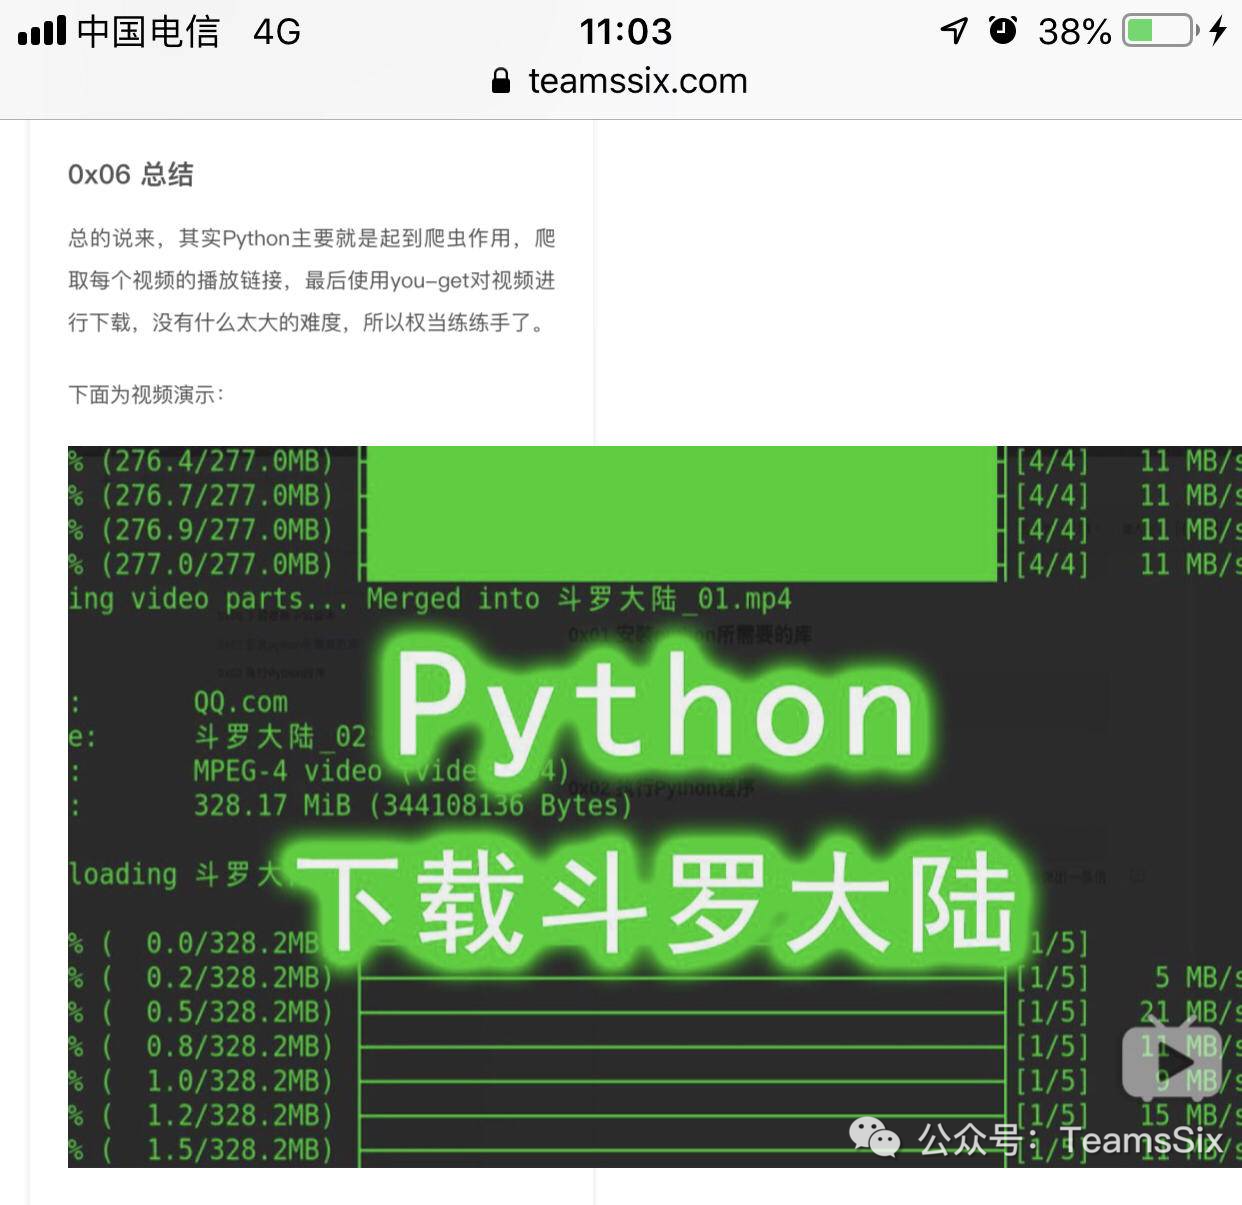 中国电信 4G 11:03 38%
teamssix.com
0x06 总结
总的说来，其实Python主要就是起到爬虫作用，爬
取每个视频的播放链接，最后使用you-get对视频进
行下载，没有什么太大的难度，所以权当练练手了。
下面为视频演示：
% (276.4/277.0MB) [4/4] 11 MB/s
% (276.7/277.0MB) [4/4] 11 MB/s
% (276.9/277.0MB) [4/4] 11 MB/s
% (277.0/277.0MB) [4/4] 11 MB/s
ing video parts... Merged into 斗罗大陆_01.mp4
0x01 安装python所需要的库
Python
: QQ.com
e: 斗罗大陆_02
: MPEG-4 video (video 4)
0x02 执行Python程序
: 328.17 MiB (344108136 Bytes)
loading 斗罗大
下载斗罗大陆
% ( 0.0/328.2MB 1/5]
% ( 0.2/328.2MB) [1/5] 5 MB/s
% ( 0.5/328.2MB) [1/5] 21 MB/s
% ( 0.8/328.2MB) [1/5] 11 MB/s
% ( 1.0/328.2MB) [1/5] 9 MB/s
% ( 1.2/328.2MB) [1/5] 15 MB/s
% ( 1.5/328.2MB) [1/5] 11 MB/s
公众号：TeamsSix